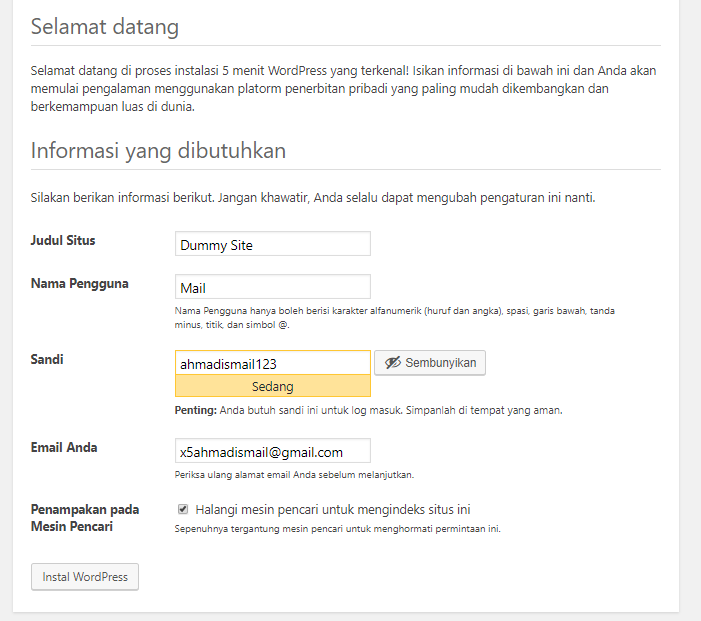 Selamat datang
Selamat datang di proses instalasi 5 menit WordPress yang terkenal! Isikan informasi di bawah ini dan Anda akan
memulai pengalaman menggunakan platorm penerbitan pribadi yang paling mudah dikembangkan dan
berkemampuan luas di dunia.
Informasi yang dibutuhkan
Silakan berikan informasi berikut. Jangan khawatir, Anda selalu dapat mengubah pengaturan ini nanti.
Judul Situs
Dummy Site
Nama Pengguna
Mail
Nama Pengguna hanya boleh berisi karakter alfanumerik (huruf dan angka), spasi, garis bawah, tanda
minus, titik, dan simbol @.
Sandi
ahmadismail123
Sembunyikan
Sedang
Penting: Anda butuh sandi ini untuk log masuk. Simpanlah di tempat yang aman.
Email Anda
x5ahmadismail@gmail.com
Periksa ulang alamat email Anda sebelum melanjutkan.
Penampakan pada
Mesin Pencari
Halangi mesin pencari untuk mengindeks situs ini
Sepenuhnya tergantung mesin pencari untuk menghormati permintaan ini.
Instal WordPress